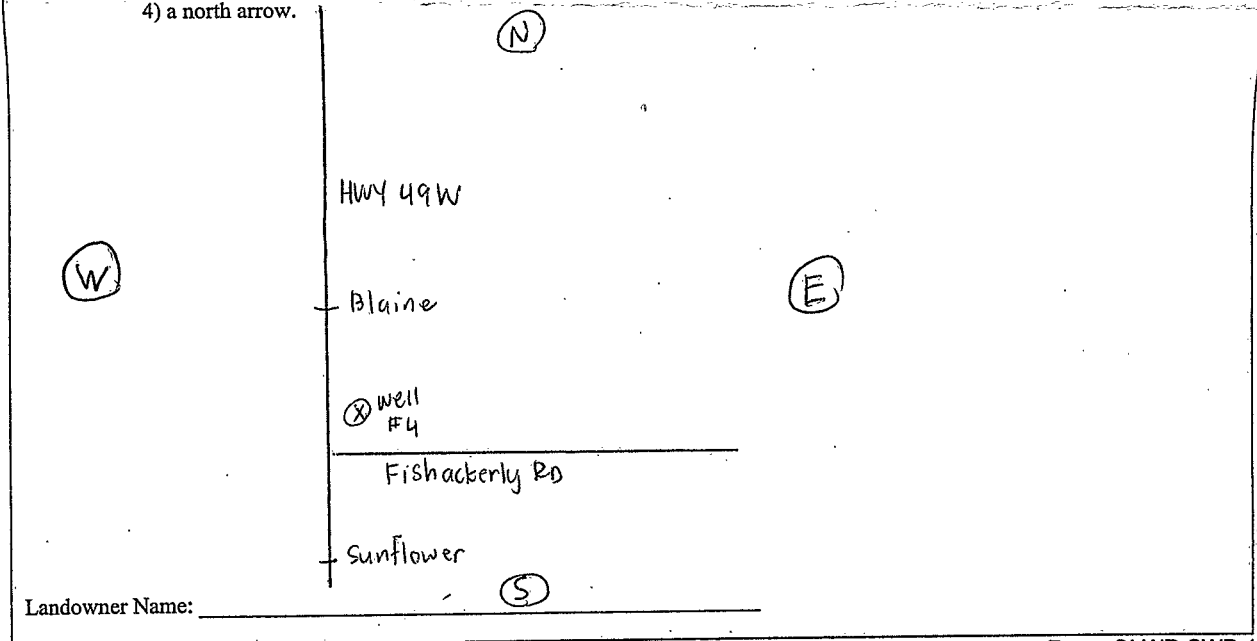 4) a north arrow.
N
HWY 49W
W
E
Blaine
X well
#4
Fishackerly RD
Sunflower
S
Landowner Name: